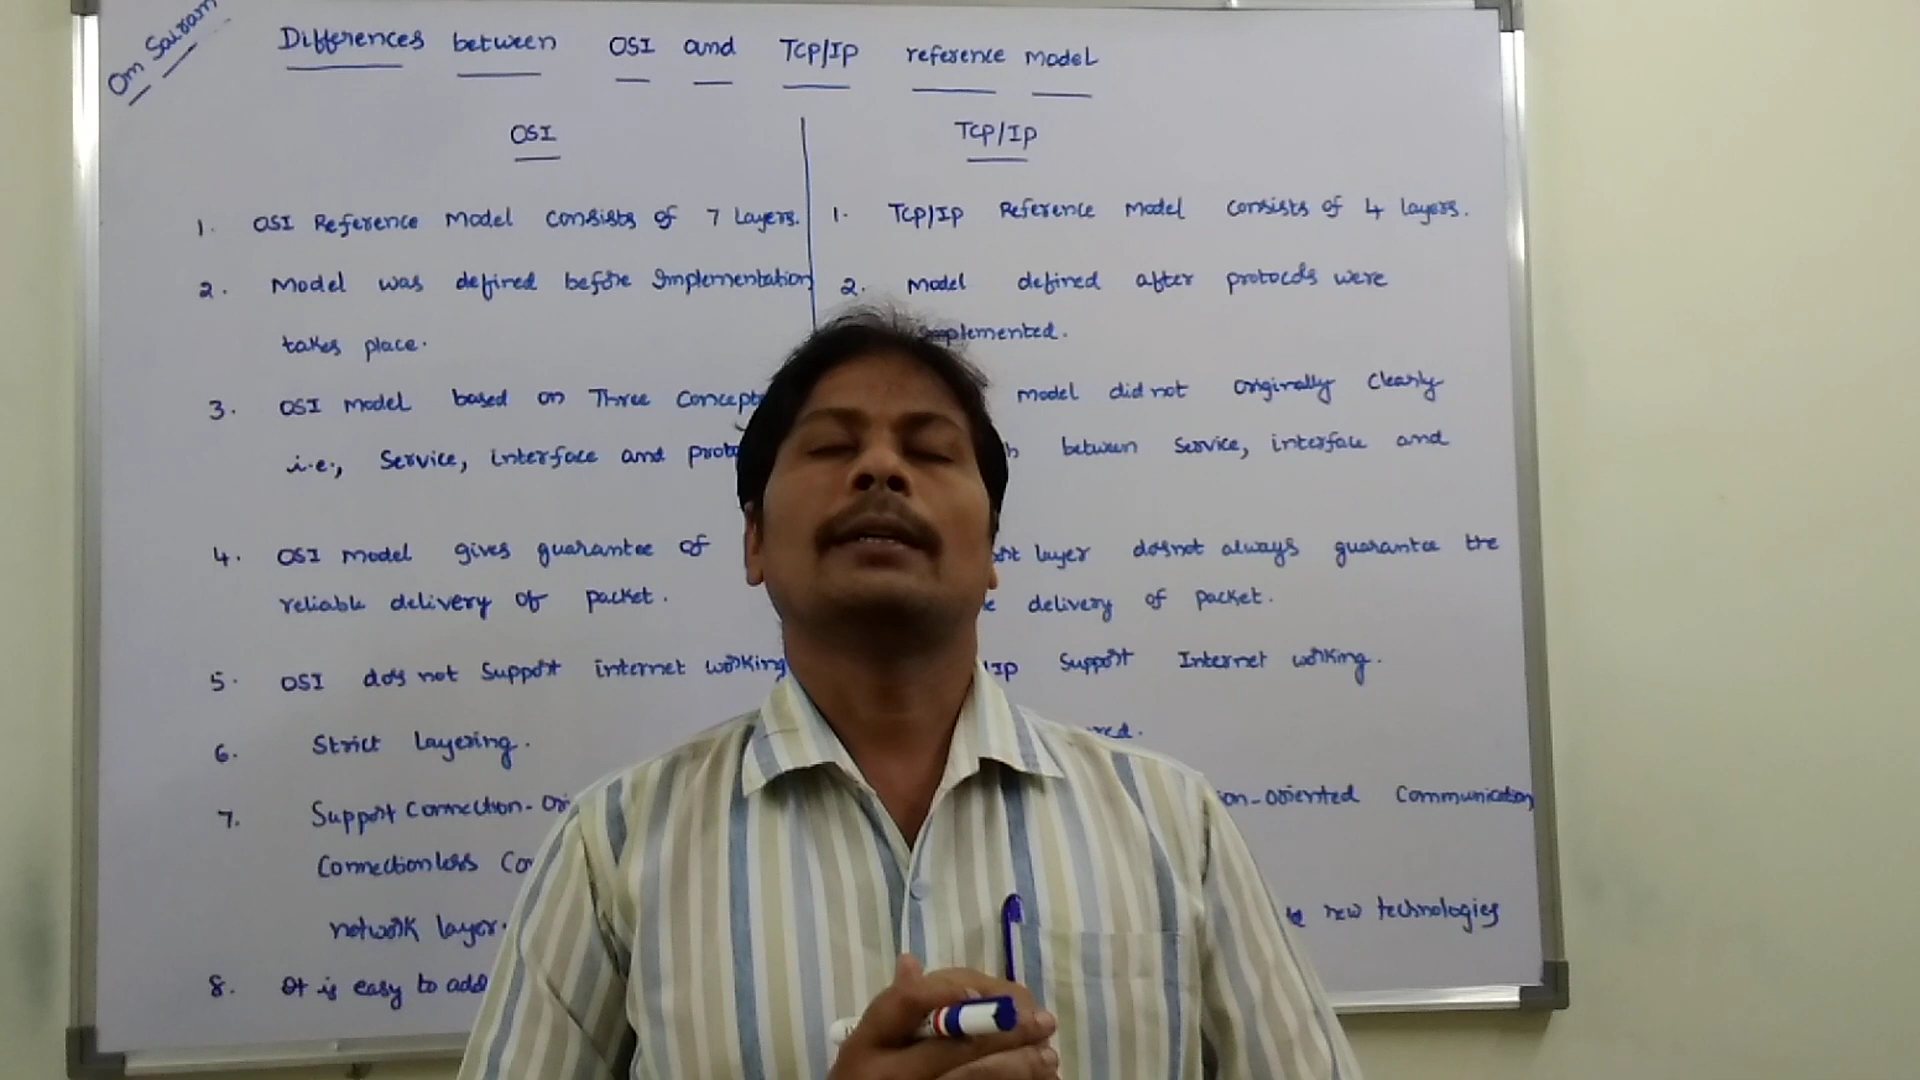 Om Sairam
Differences between OSI and TCP/IP reference model
OSI
TCP/IP
1. OSI Reference Model consists of 7 Layers.
2. Model was defined before Implementation
takes place.
3. OSI model based on Three Concepts
i.e., Service, interface and
4. OSI model gives guarantee of
reliable delivery of packet.
5. OSI does not support internet working
6. Strict layering.
7. Support Connection-
Connectionless
network layer.
8. It is easy to add
1. TCP/IP Reference Model consists of 4 layers.
2. Model defined after protocols were
implemented.
model did not originally clearly
between service, interface and
layer does not always guarantee the
delivery of packet.
Support Internet working.
-oriented Communication
new technologies